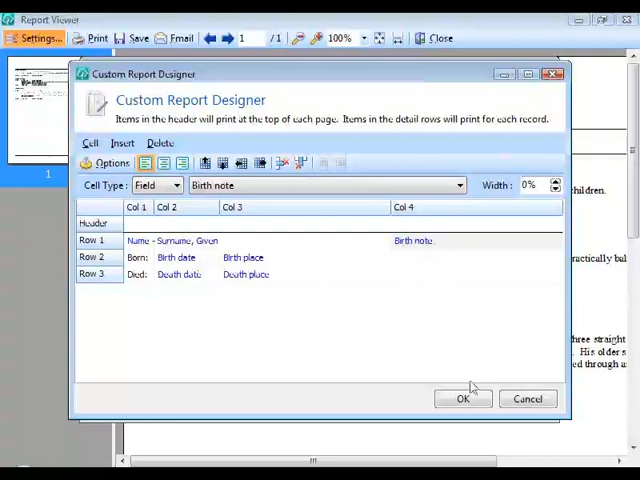 Report Viewer
Settings... Print Save Email 1 / 1 100% Close
1
Custom Report Designer
Custom Report Designer
Items in the header will print at the top of each page. Items in the detail rows will print for each record.
Cell Insert Delete
Options
Cell Type : Field Birth note Width : 0%
Col 1 Col 2 Col 3 Col 4
Header
Row 1 Name - Surname, Given Birth note
Row 2 Born: Birth date Birth place
Row 3 Died: Death date Death place
OK Cancel
children.
ractically bal
hree straight
His older s
ed through a